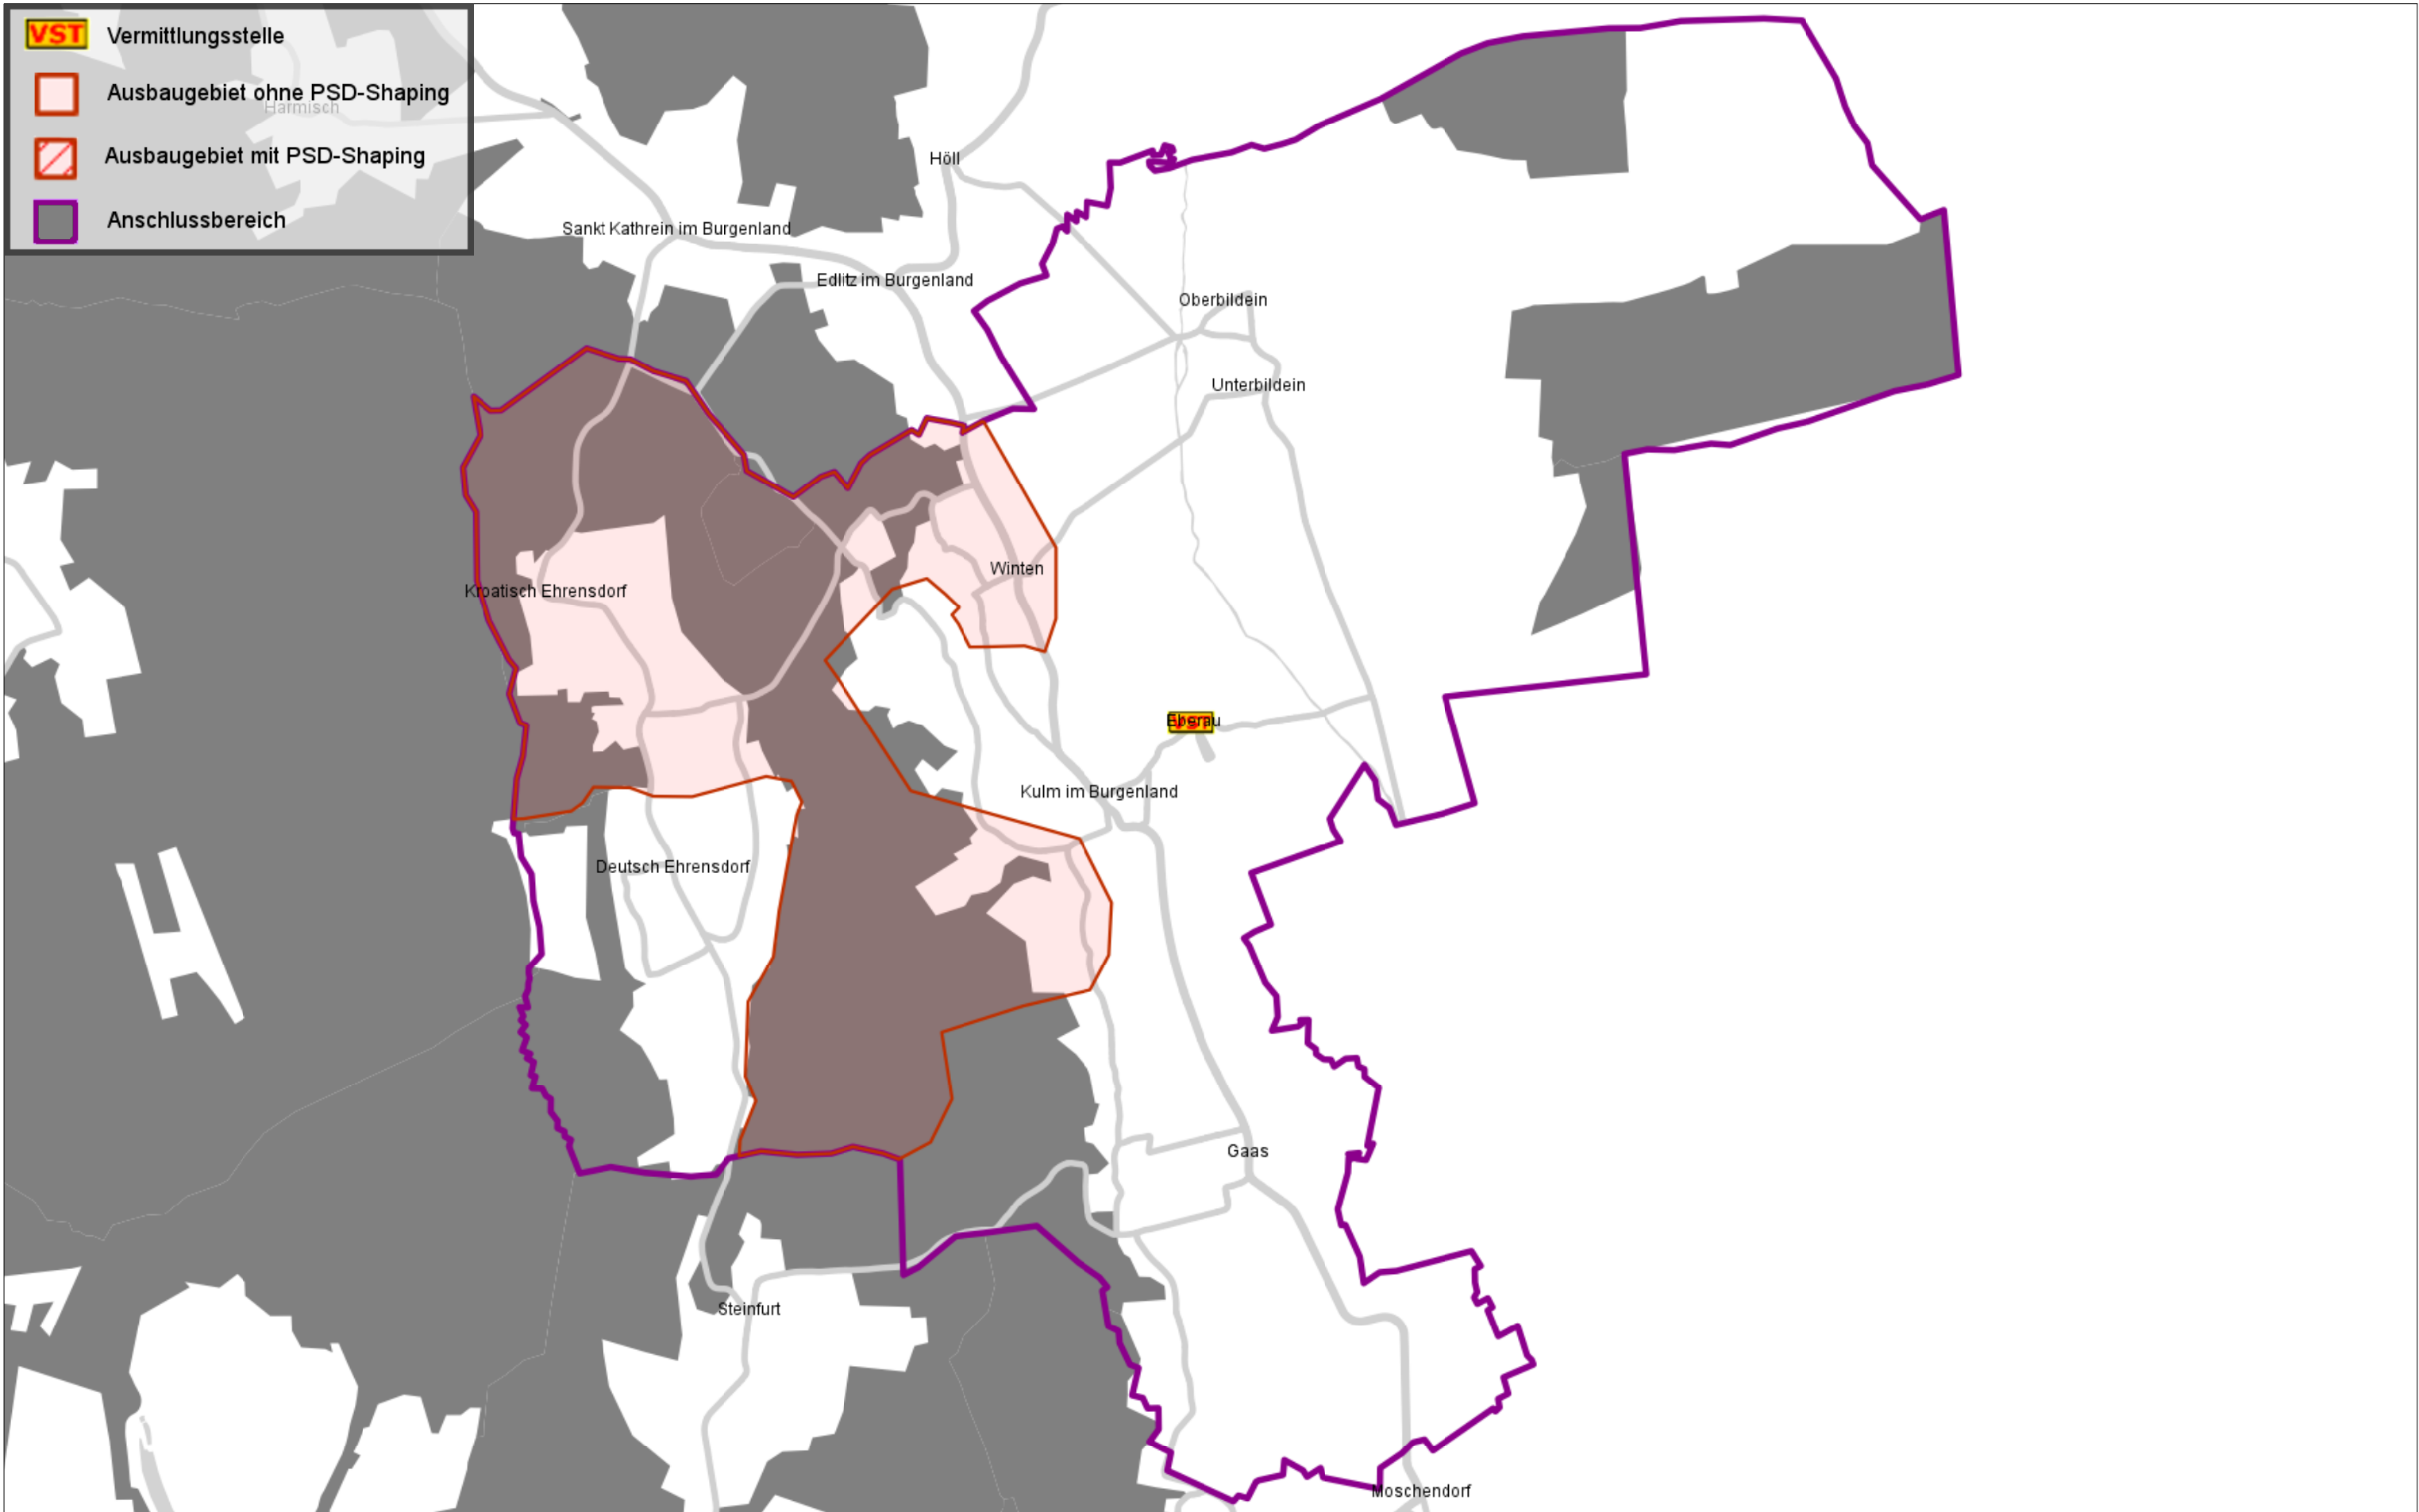 VST Vermittlungsstelle
Ausbaugebiet ohne PSD-Shaping
Harmisch
Ausbaugebiet mit PSD-Shaping
Anschlussbereich
Höll
Sankt Kathrein im Burgenland
Edlitz im Burgenland
Oberbildein
Unterbildein
Winten
Kroatisch Ehrensdorf
Eberau
VST
Kulm im Burgenland
Deutsch Ehrensdorf
Gaas
Steinfurt
Moschendorf